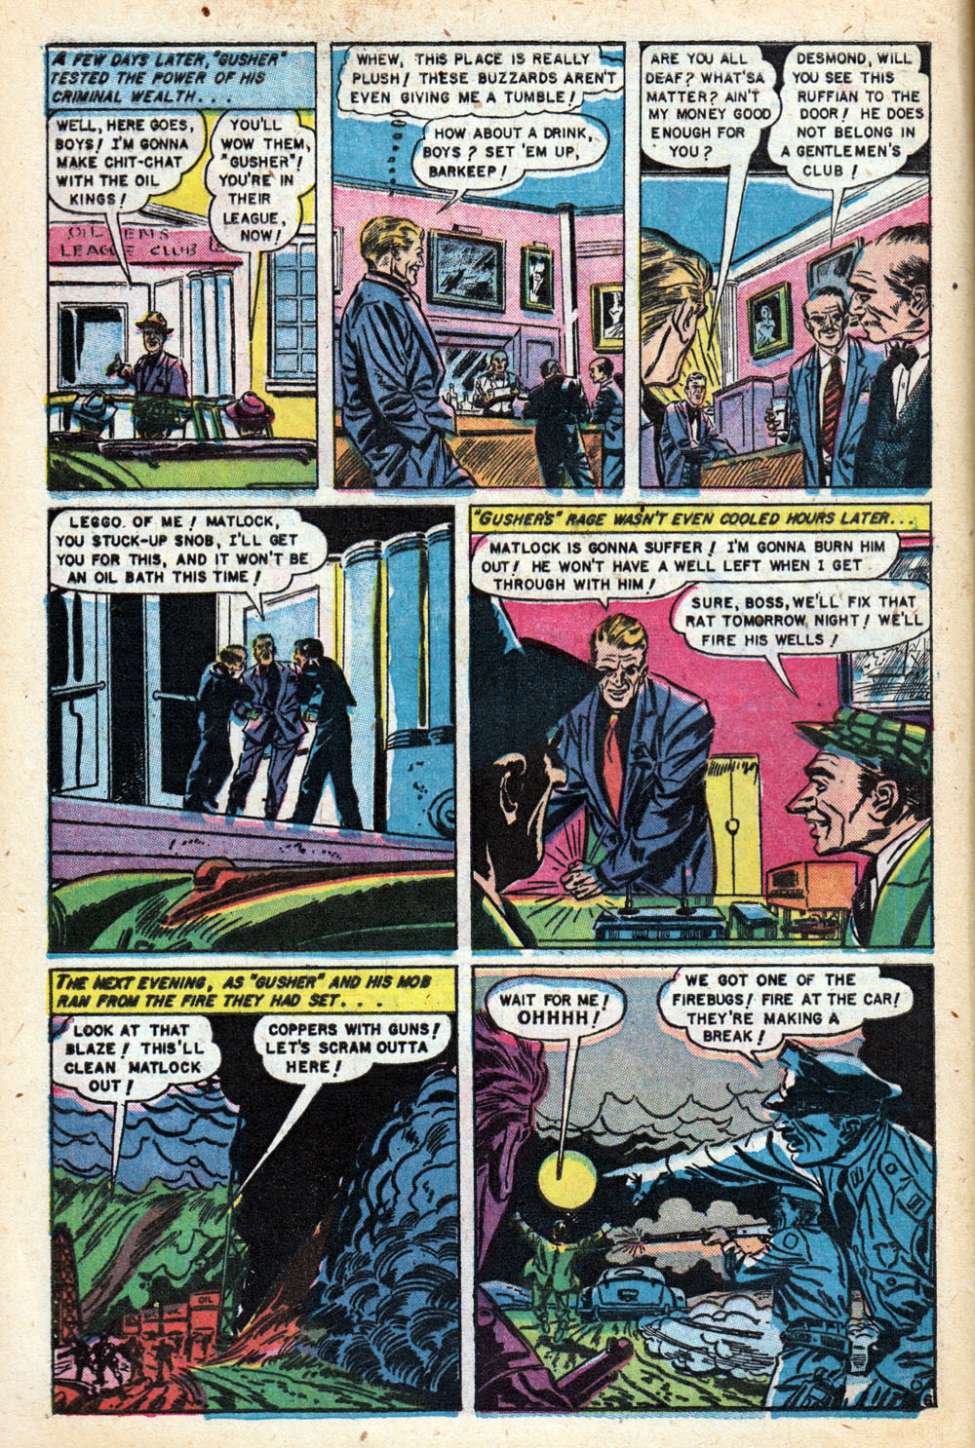 A FEW DAYS LATER, "GUSHER"
TESTED THE POWER OF HIS
CRIMINAL WEALTH...
WELL, HERE GOES,
BOYS! I'M GONNA
MAKE CHIT-CHAT
WITH THE OIL
KINGS!
YOU'LL
WOW THEM,
"GUSHER"!
YOU'RE IN
THEIR
LEAGUE,
NOW!
LEAGUE CLUB
WHEW, THIS PLACE IS REALLY
PLUSH! THESE BUZZARDS AREN'T
EVEN GIVING ME A TUMBLE!
HOW ABOUT A DRINK,
BOYS? SET 'EM UP,
BARKEEP!
ARE YOU ALL
DEAF? WHAT'SA
MATTER? AIN'T
MY MONEY GOOD
ENOUGH FOR
YOU?
DESMOND, WILL
YOU SEE THIS
RUFFIAN TO THE
DOOR! HE DOES
NOT BELONG IN
A GENTLEMEN'S
CLUB!
LEGGO OF ME! MATLOCK,
YOU STUCK-UP SNOB, I'LL GET
YOU FOR THIS, AND IT WON'T BE
AN OIL BATH THIS TIME!
"GUSHER'S" RAGE WASN'T EVEN COOLED HOURS LATER...
MATLOCK IS GONNA SUFFER! I'M GONNA BURN HIM
OUT! HE WON'T HAVE A WELL LEFT WHEN I GET
THROUGH WITH HIM!
SURE, BOSS, WE'LL FIX THAT
RAT TOMORROW NIGHT! WE'LL
FIRE HIS WELLS!
THE NEXT EVENING, AS "GUSHER" AND HIS MOB
RAN FROM THE FIRE THEY HAD SET...
LOOK AT THAT
BLAZE! THIS'LL
CLEAN MATLOCK
OUT!
COPPERS WITH GUNS!
LET'S SCRAM OUTTA
HERE!
OIL
WAIT FOR ME!
OHHHH!
WE GOT ONE OF THE
FIREBUGS! FIRE AT THE CAR!
THEY'RE MAKING A
BREAK!
6